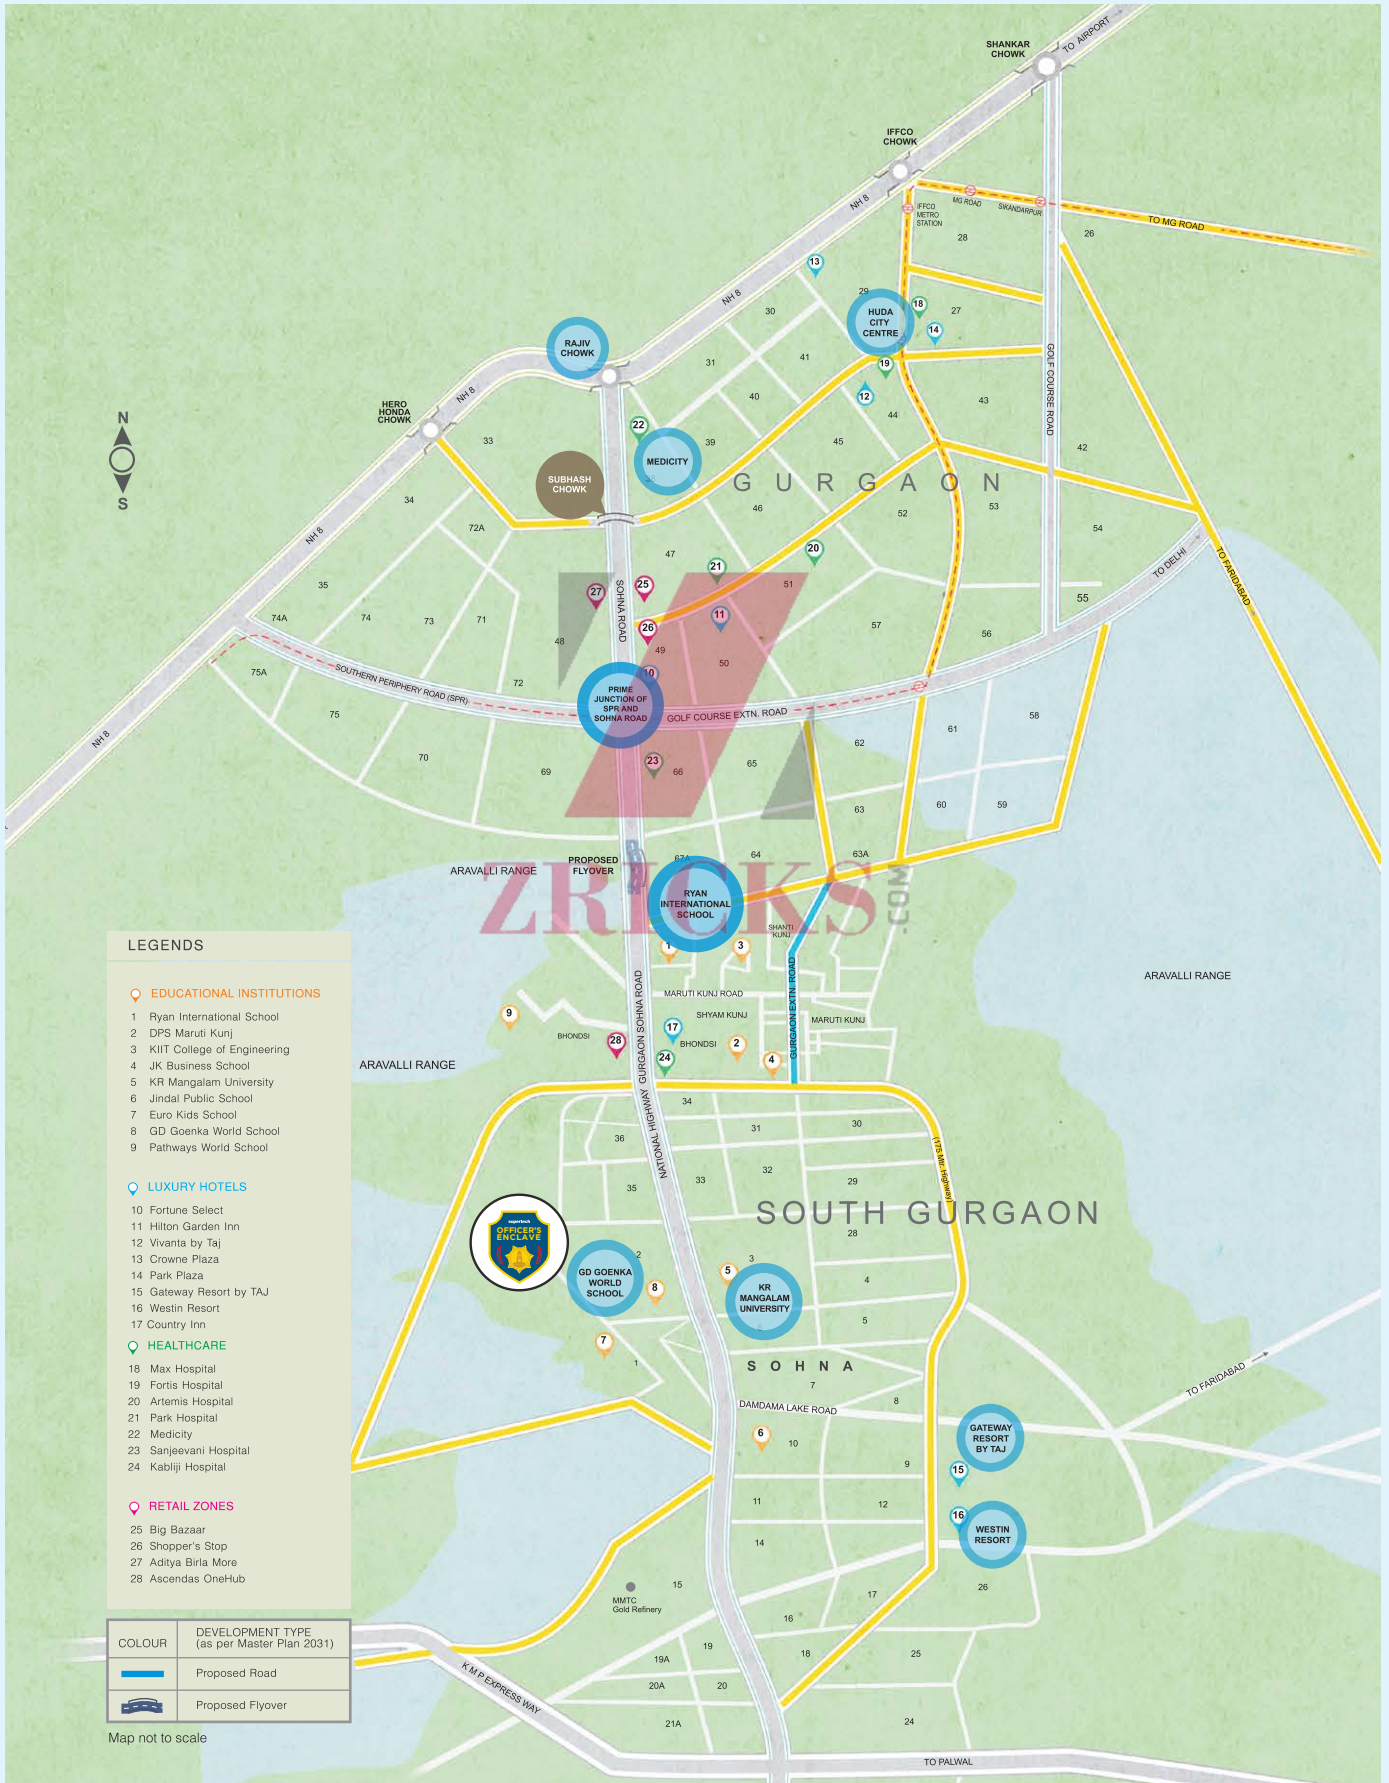 SHANKAR
CHOWK
TO AIRPORT
IFFCO
CHOWK
NH 8
IFFCO
METRO
STATION
MG ROAD
SIKANDARPUR
TO MG ROAD
28
26
13
29
30
HUDA
CITY
CENTRE
18
27
14
NH 8
RAJIV
CHOWK
31
41
19
GOLF COURSE ROAD
NH 8
HERO
HONDA
CHOWK
40
12
43
44
N
S
22
33
39
45
42
MEDICITY
38
SUBHASH
CHOWK
GURGAON
34
72A
46
52
53
54
NH 8
47
20
21
TO DELHI
TO FARIDABAD
35
27
25
51
55
SOHNA ROAD
74A
74
73
71
26
11
57
56
48
49
50
75A
SOUTHERN PERIPHERY ROAD (SPR)
72
10
PRIME
JUNCTION OF
SPR AND
SOHNA ROAD
GOLF COURSE EXTN. ROAD
75
NH 8
62
61
58
70
69
23
66
65
63
60
59
PROPOSED
FLYOVER
67A
64
63A
ARAVALLI RANGE
ZRICKS
.COM
RYAN
INTERNATIONAL
SCHOOL
SHANTI
KUNJ
1
3
ARAVALLI RANGE
MARUTI KUNJ ROAD
GURGAON EXTN. ROAD
NATIONAL HIGHWAY GURGAON SOHNA ROAD
9
SHYAM KUNJ
MARUTI KUNJ
17
BHONDSI
28
BHONDSI
2
24
4
ARAVALLI RANGE
34
36
31
30
(175 Mtr. Highway)
32
33
29
35
SOUTH GURGAON
28
supertech
OFFICER'S
ENCLAVE
2
3
GD GOENKA
WORLD
SCHOOL
5
8
KR
MANGALAM
UNIVERSITY
4
6
5
7
1
SOHNA
7
TO FARIDABAD
8
DAMDAMA LAKE ROAD
6
10
GATEWAY
RESORT
BY TAJ
9
15
11
12
16
WESTIN
RESORT
14
15
MMTC
Gold Refinery
17
26
16
19
18
25
19A
20A
20
K M P EXPRESS WAY
21A
24
TO PALWAL
LEGENDS
EDUCATIONAL INSTITUTIONS
1 Ryan International School
2 DPS Maruti Kunj
3 KIIT College of Engineering
4 JK Business School
5 KR Mangalam University
6 Jindal Public School
7 Euro Kids School
8 GD Goenka World School
9 Pathways World School
LUXURY HOTELS
10 Fortune Select
11 Hilton Garden Inn
12 Vivanta by Taj
13 Crowne Plaza
14 Park Plaza
15 Gateway Resort by TAJ
16 Westin Resort
17 Country Inn
HEALTHCARE
18 Max Hospital
19 Fortis Hospital
20 Artemis Hospital
21 Park Hospital
22 Medicity
23 Sanjeevani Hospital
24 Kabliji Hospital
RETAIL ZONES
25 Big Bazaar
26 Shopper's Stop
27 Aditya Birla More
28 Ascendas OneHub
COLOUR
DEVELOPMENT TYPE
(as per Master Plan 2031)
Proposed Road
Proposed Flyover
Map not to scale